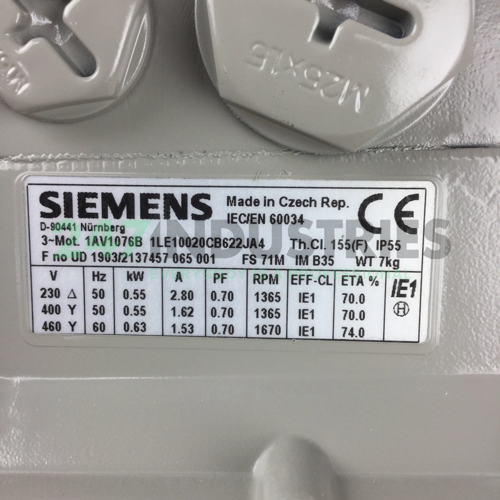 M25x1.5
SIEMENS Made in Czech Rep. CE
D-90441 Nürnberg IEC/EN 60034
3~Mot. 1AV1076B 1LE10020CB622JA4 Th.Cl. 155(F) IP55
F no UD 1903/2137457 065 001 FS 71M IM B35 WT 7kg
V Hz kW A PF RPM EFF-CL ETA % IE1
230 Δ 50 0.55 2.80 0.70 1365 IE1 70.0
400 Y 50 0.55 1.62 0.70 1365 IE1 70.0 H
460 Y 60 0.63 1.53 0.70 1670 IE1 74.0
INDUSTRIES